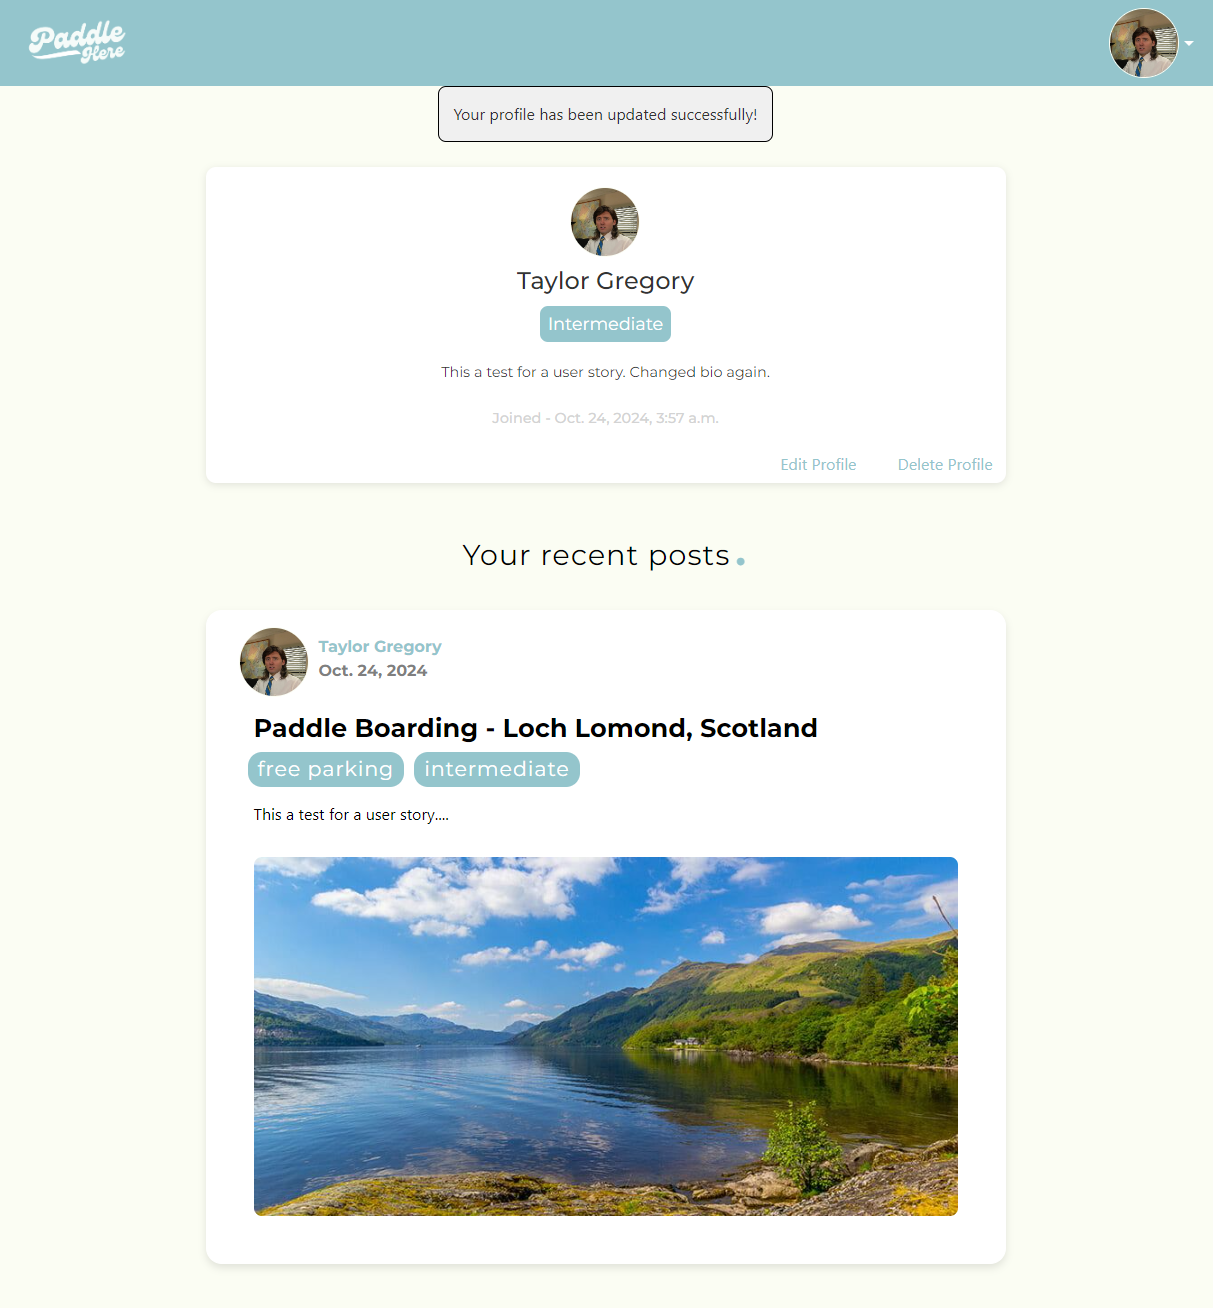 Paddle
Here
Your profile has been updated successfully!
Taylor Gregory
Intermediate
This a test for a user story. Changed bio again.
Joined - Oct. 24, 2024, 3:57 a.m.
Edit Profile Delete Profile
Your recent posts.
Taylor Gregory
Oct. 24, 2024
Paddle Boarding - Loch Lomond, Scotland
free parking intermediate
This a test for a user story....